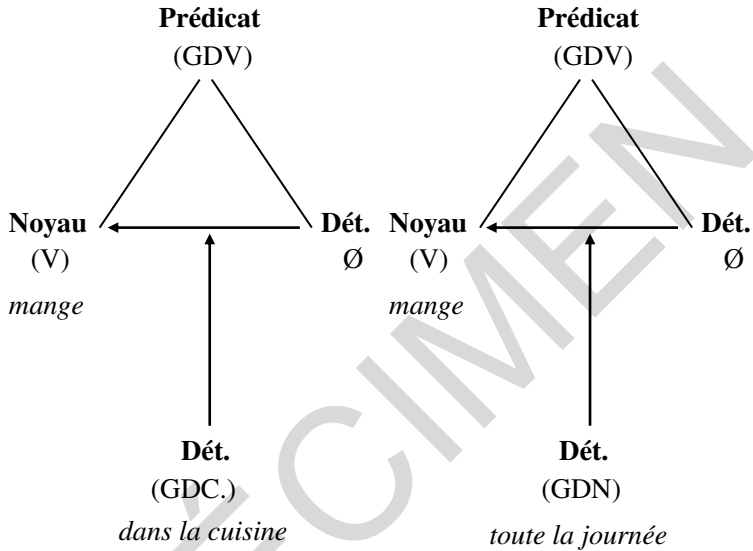 Prédicat
(GDV)
Noyau
(V)
mange
Dét.
Ø
Dét.
(GDC.)
dans la cuisine
Prédicat
(GDV)
Noyau
(V)
mange
Dét.
Ø
Dét.
(GDN)
toute la journée
ÉCIMEN